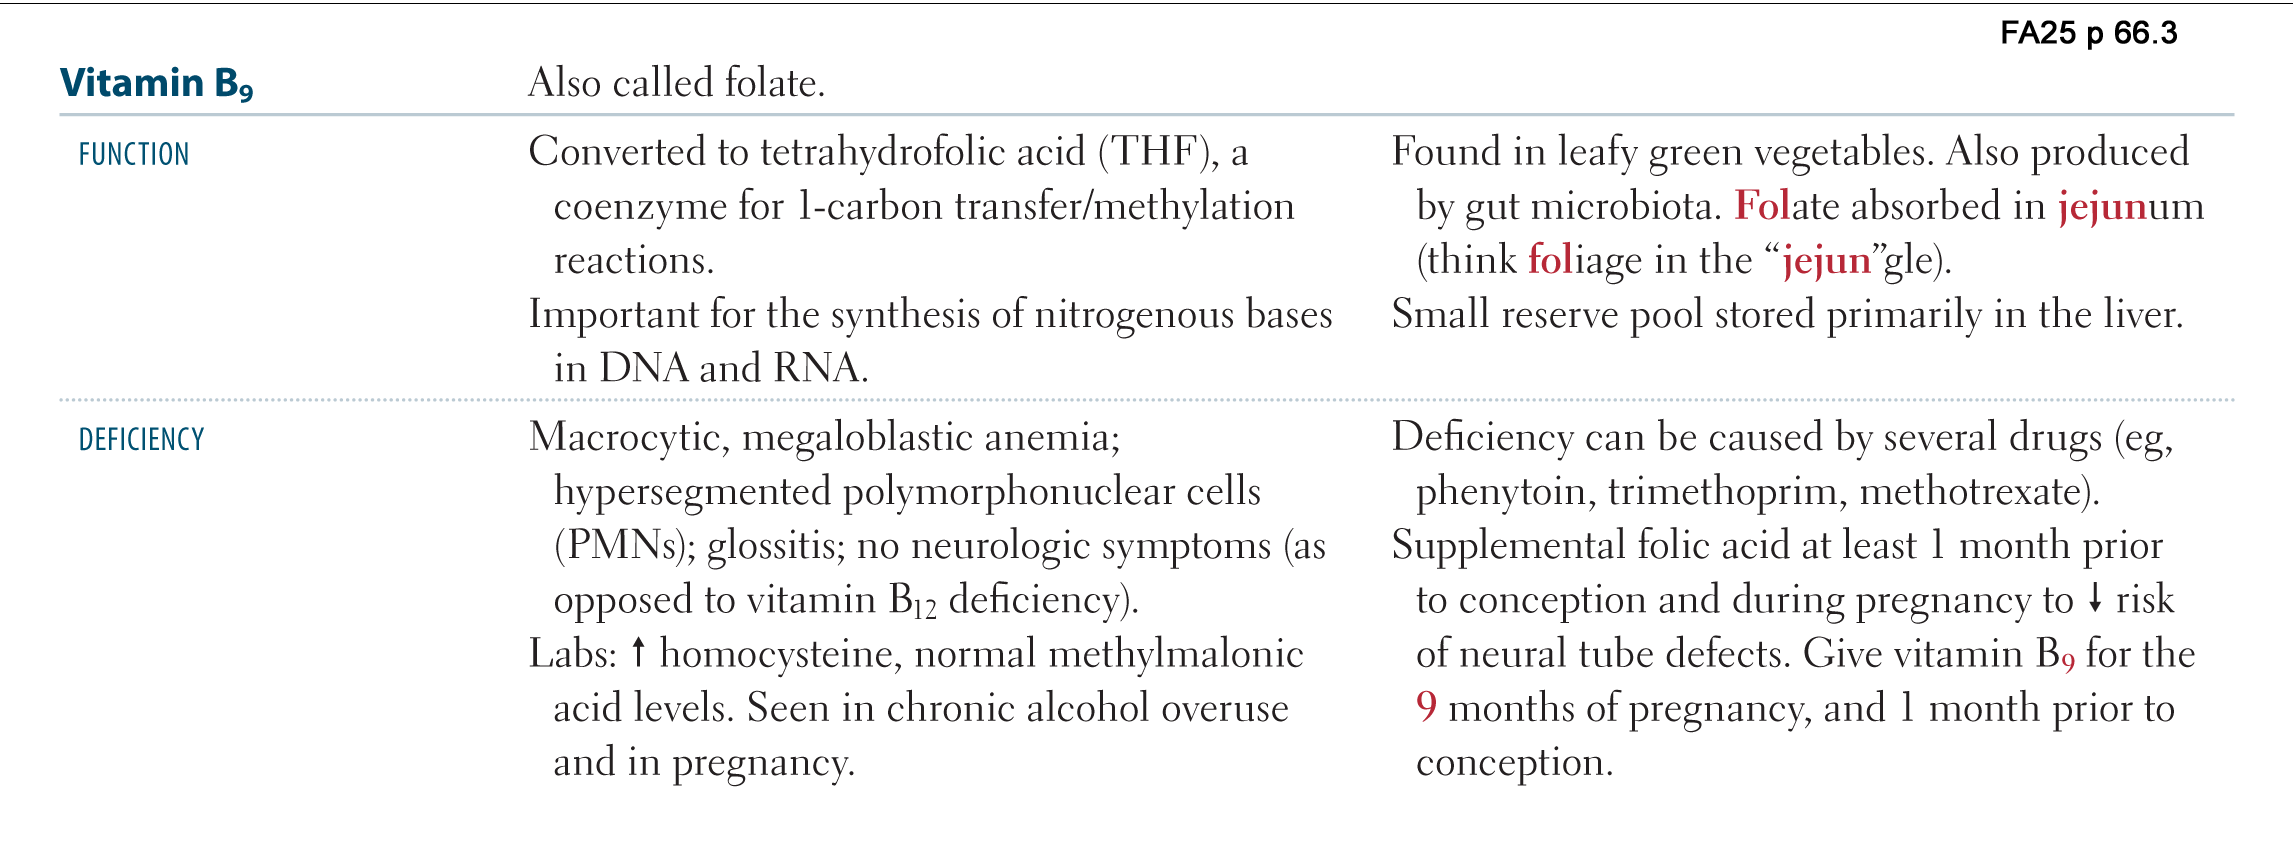 FA25 p 66.3
Vitamin B₉
Also called folate.
FUNCTION
Converted to tetrahydrofolic acid (THF), a
coenzyme for 1-carbon transfer/methylation
reactions.
Important for the synthesis of nitrogenous bases
in DNA and RNA.
Found in leafy green vegetables. Also produced
by gut microbiota. Folate absorbed in jejunum
(think foliage in the “jejun”gle).
Small reserve pool stored primarily in the liver.
DEFICIENCY
Macrocytic, megaloblastic anemia;
hypersegmented polymorphonuclear cells
(PMNs); glossitis; no neurologic symptoms (as
opposed to vitamin B₁₂ deficiency).
Labs: ↑ homocysteine, normal methylmalonic
acid levels. Seen in chronic alcohol overuse
and in pregnancy.
Deficiency can be caused by several drugs (eg,
phenytoin, trimethoprim, methotrexate).
Supplemental folic acid at least 1 month prior
to conception and during pregnancy to ↓ risk
of neural tube defects. Give vitamin B₉ for the
9 months of pregnancy, and 1 month prior to
conception.